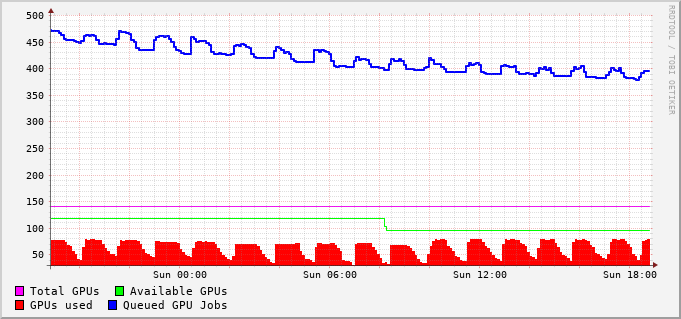 500
450
400
350
300
250
200
150
100
50
Sun 00:00 Sun 06:00 Sun 12:00 Sun 18:00
Total GPUs Available GPUs
GPUs used Queued GPU Jobs
RRDTOOL / TOBI OETIKER